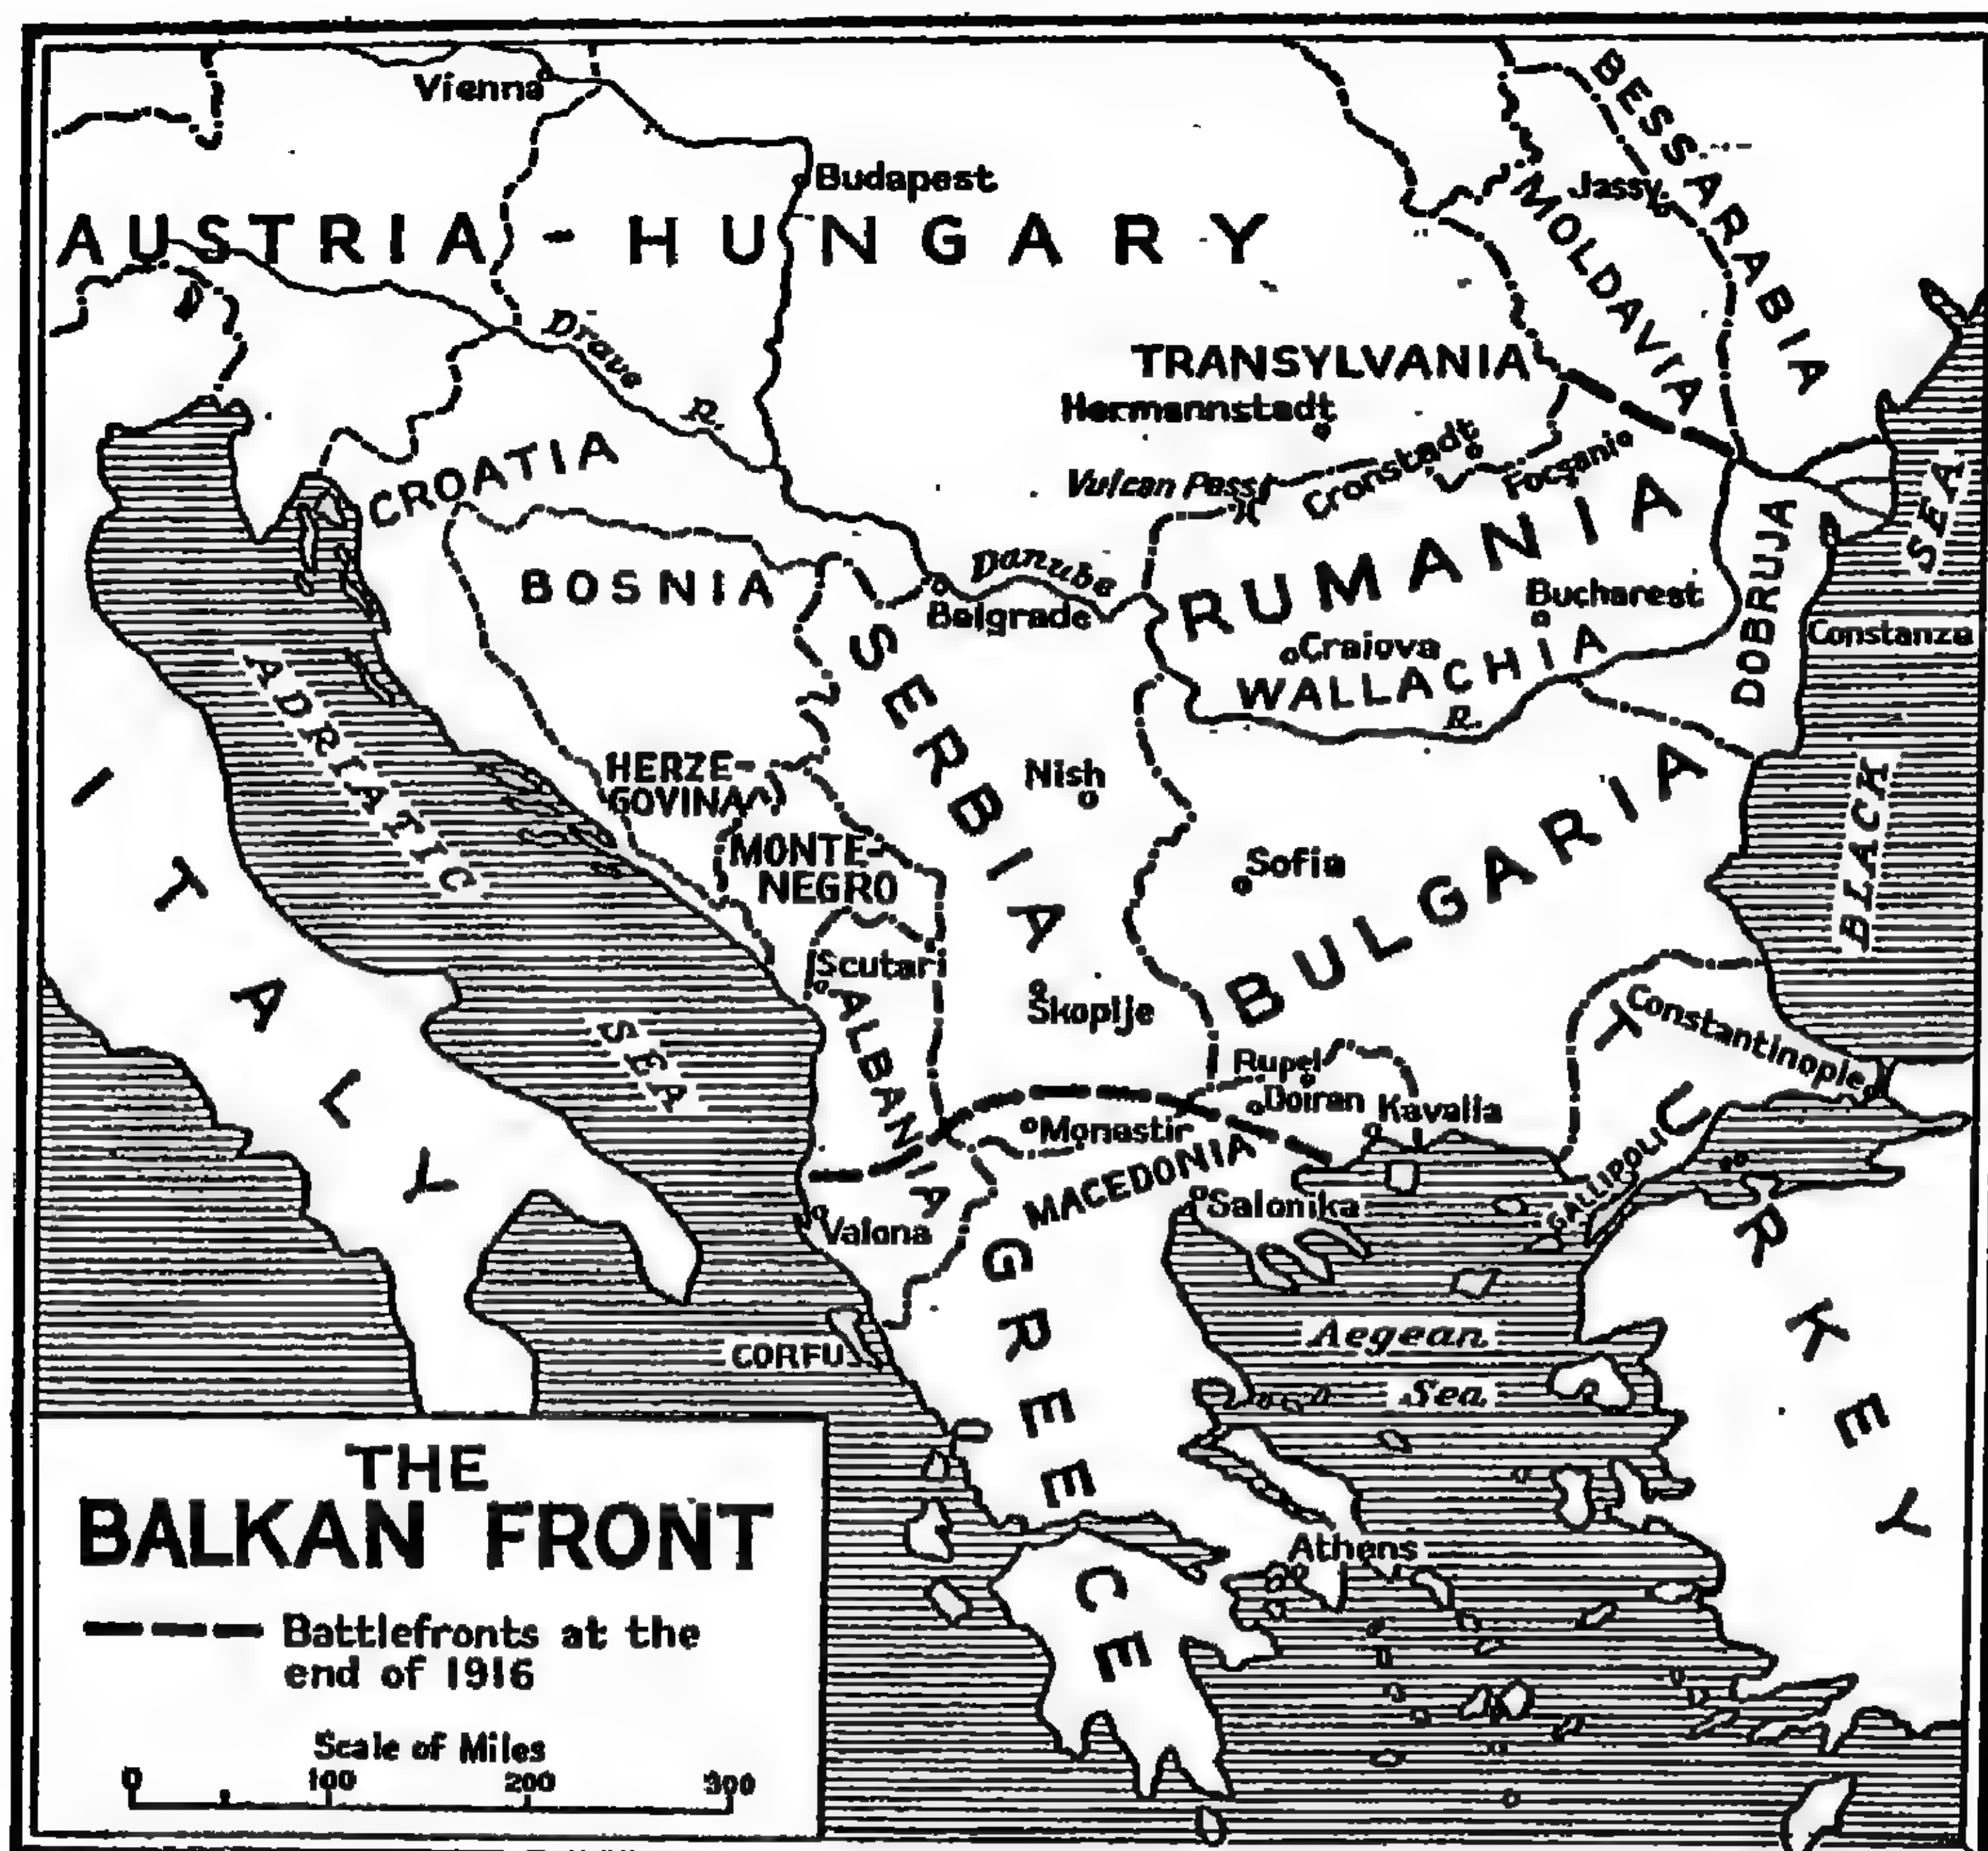 Vienna
Budapest
AUSTRIA-HUNGARY
BESSARABIA
Jassy
MOLDAVIA
Drave
R.
TRANSYLVANIA
Hermannstadt
CROATIA
Vulcan Pass
Cronstadt
Focsani
BOSNIA
Danube
Belgrade
RUMANIA
Bucharest
Craiova
WALLACHIA
R.
DOBRUJA
Constanza
BLACK SEA
ADRIATIC
SEA
SERBIA
Nish
HERZE-
GOVINA
MONTE-
NEGRO
Sofia
BULGARIA
ITALY
Scutari
ALBANIA
Skoplje
Constantinople
TURKEY
Rupel
Doiran
Kavalla
Monastir
MACEDONIA
Salonika
GALLIPOLI
Valona
GREECE
CORFU
Aegean
Sea
Athens
THE
BALKAN FRONT
Battlefronts at the
end of 1916
Scale of Miles
0 100 200 300